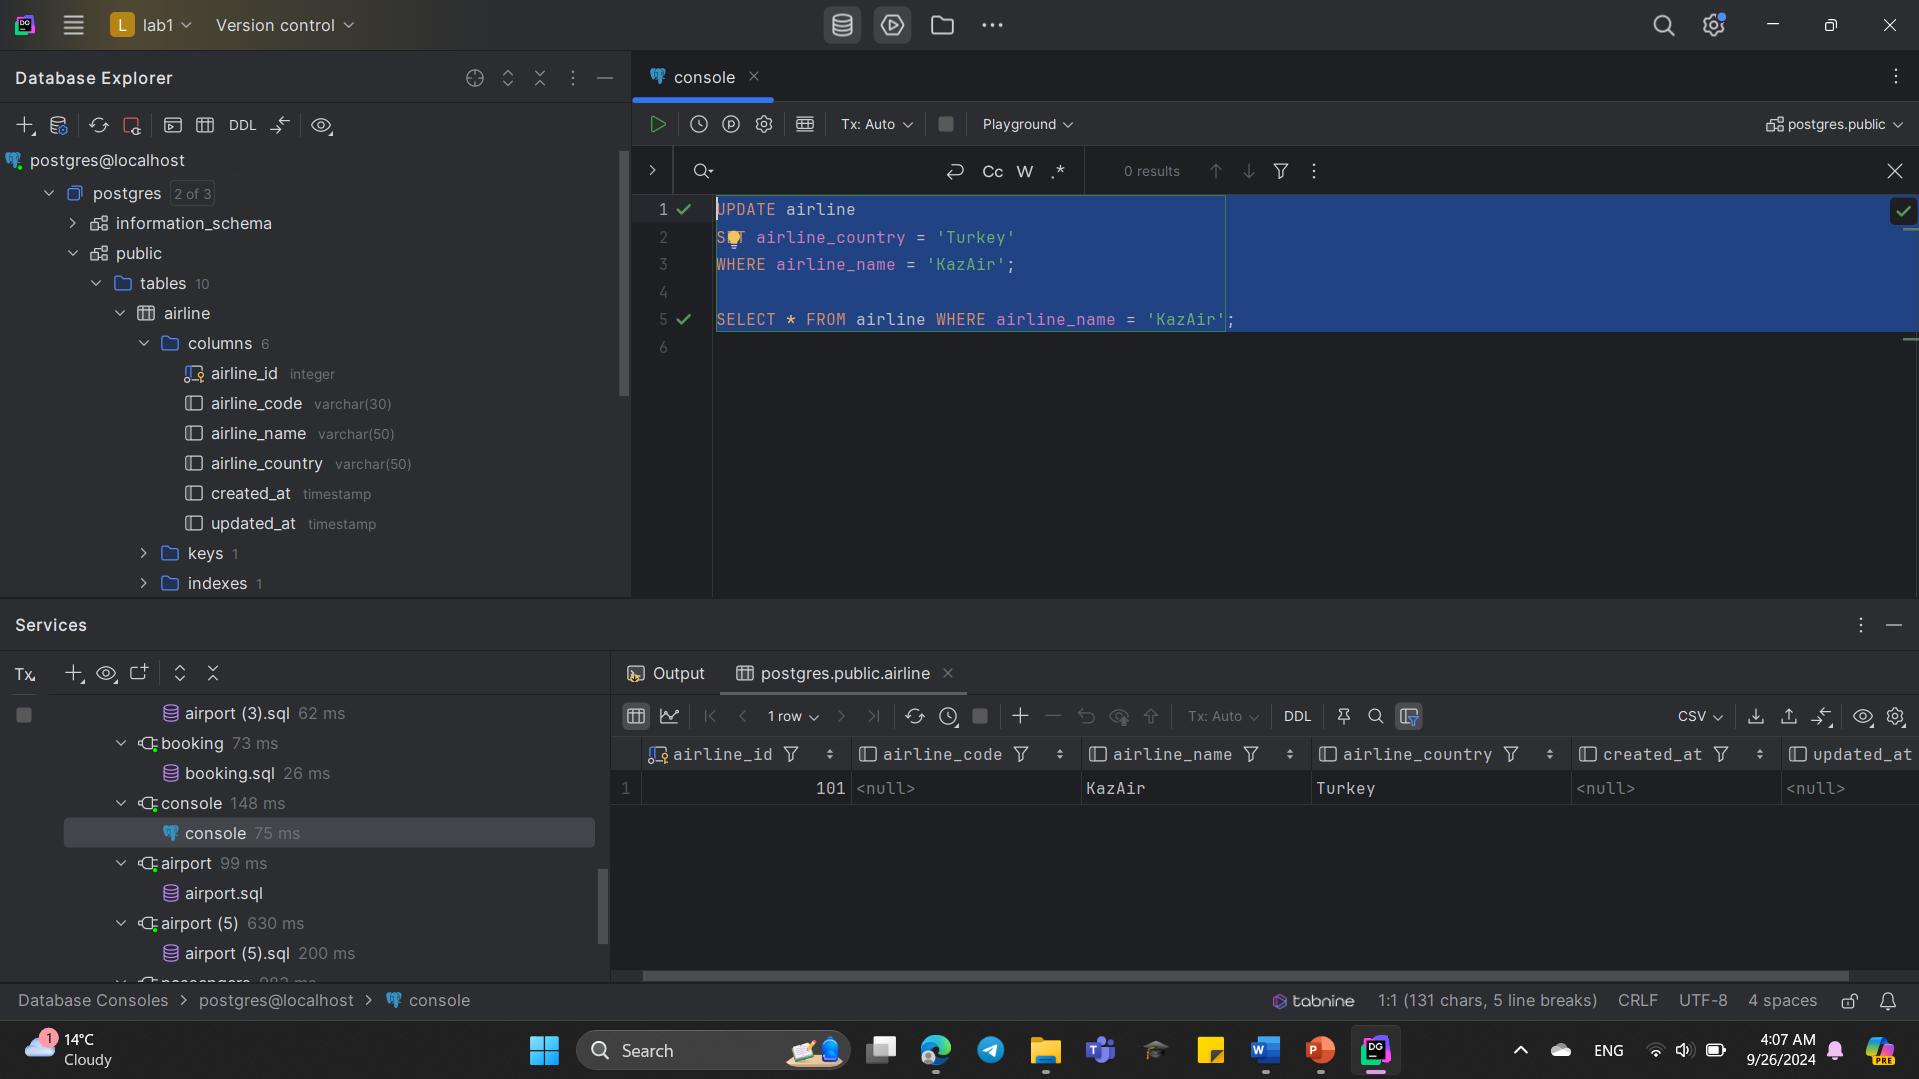 L lab1 Version control
Database Explorer
DDL
postgres@localhost
postgres 2 of 3
information_schema
public
tables 10
airline
columns 6
airline_id integer
airline_code varchar(30)
airline_name varchar(50)
airline_country varchar(50)
created_at timestamp
updated_at timestamp
keys 1
indexes 1
console
Tx: Auto Playground postgres.public
Cc W .* 0 results
1 UPDATE airline
2 SET airline_country = 'Turkey'
3 WHERE airline_name = 'KazAir';
4
5 SELECT * FROM airline WHERE airline_name = 'KazAir';
6
Services
Tx
airport (3).sql 62 ms
booking 73 ms
booking.sql 26 ms
console 148 ms
console 75 ms
airport 99 ms
airport.sql
airport (5) 630 ms
airport (5).sql 200 ms
Output postgres.public.airline
1 row Tx: Auto DDL CSV
airline_id airline_code airline_name airline_country created_at updated_at
1 101 <null> KazAir Turkey <null> <null>
Database Consoles > postgres@localhost > console
tabnine 1:1 (131 chars, 5 line breaks) CRLF UTF-8 4 spaces
1 14°C
Cloudy
Search
ENG
4:07 AM
9/26/2024
PRE